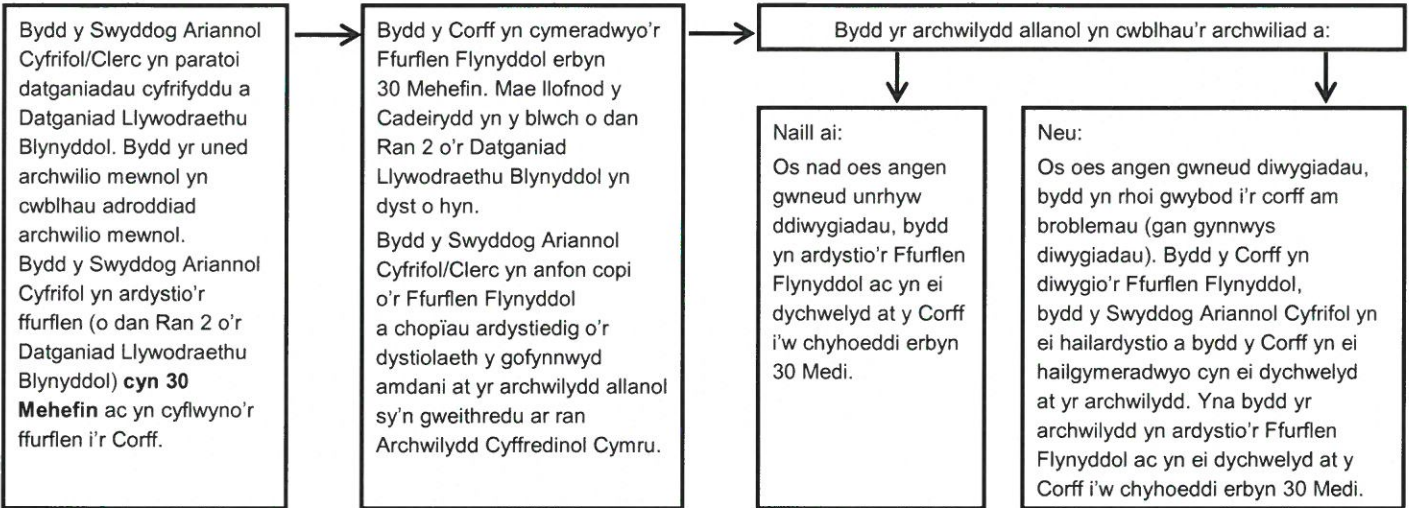 Bydd y Swyddog Ariannol
Cyfrifol/Clerc yn paratoi
datganiadau cyfrifyddu a
Datganiad Llywodraethu
Blynyddol. Bydd yr uned
archwilio mewnol yn
cwblhau adroddiad
archwilio mewnol.
Bydd y Swyddog Ariannol
Cyfrifol yn ardystio'r
ffurflen (o dan Ran 2 o'r
Datganiad Llywodraethu
Blynyddol) cyn 30
Mehefin ac yn cyflwyno'r
ffurflen i'r Corff.
Bydd y Corff yn cymeradwyo'r
Ffurflen Flynyddol erbyn
30 Mehefin. Mae llofnod y
Cadeirydd yn y blwch o dan
Ran 2 o'r Datganiad
Llywodraethu Blynyddol yn
dyst o hyn.
Bydd y Swyddog Ariannol
Cyfrifol/Clerc yn anfon copi
o'r Ffurflen Flynyddol
a chopïau ardystiedig o'r
dystiolaeth y gofynnwyd
amdani at yr archwilydd allanol
sy'n gweithredu ar ran
Archwilydd Cyffredinol Cymru.
Bydd yr archwilydd allanol yn cwblhau'r archwiliad a:
Naill ai:
Os nad oes angen
gwneud unrhyw
ddiwygiadau, bydd
yn ardystio'r Ffurflen
Flynyddol ac yn ei
dychwelyd at y Corff
i'w chyhoeddi erbyn
30 Medi.
Neu:
Os oes angen gwneud diwygiadau,
bydd yn rhoi gwybod i'r corff am
broblemau (gan gynnwys
diwygiadau). Bydd y Corff yn
diwygio'r Ffurflen Flynyddol,
bydd y Swyddog Ariannol Cyfrifol yn
ei hailardystio a bydd y Corff yn ei
hailgymeradwyo cyn ei dychwelyd
at yr archwilydd. Yna bydd yr
archwilydd yn ardystio'r Ffurflen
Flynyddol ac yn ei dychwelyd at y
Corff i'w chyhoeddi erbyn 30 Medi.